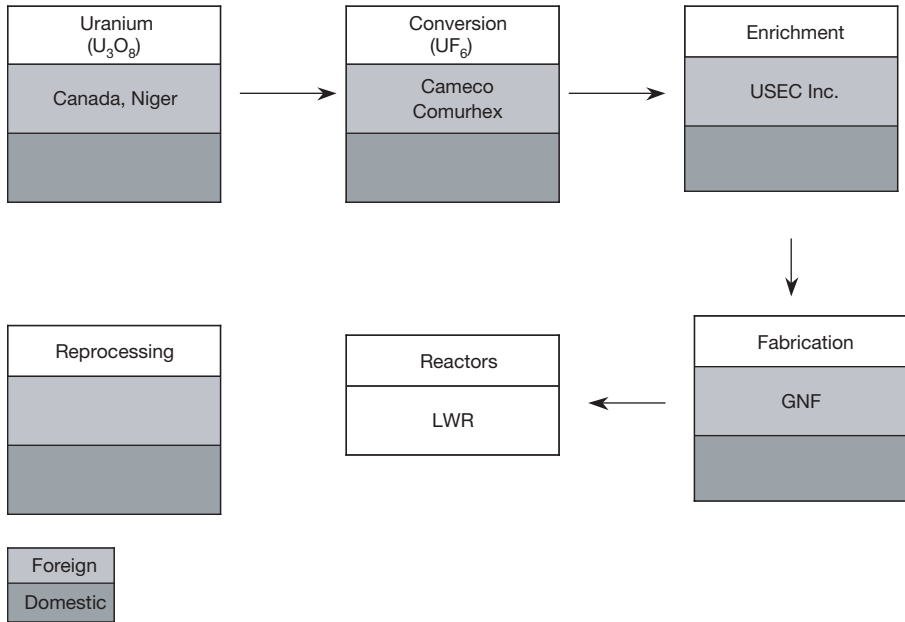 Uranium
(U₃O₈)
Canada, Niger
Conversion
(UF₆)
Cameco
Comurhex
Enrichment
USEC Inc.
Reprocessing
Reactors
LWR
Fabrication
GNF
Foreign
Domestic